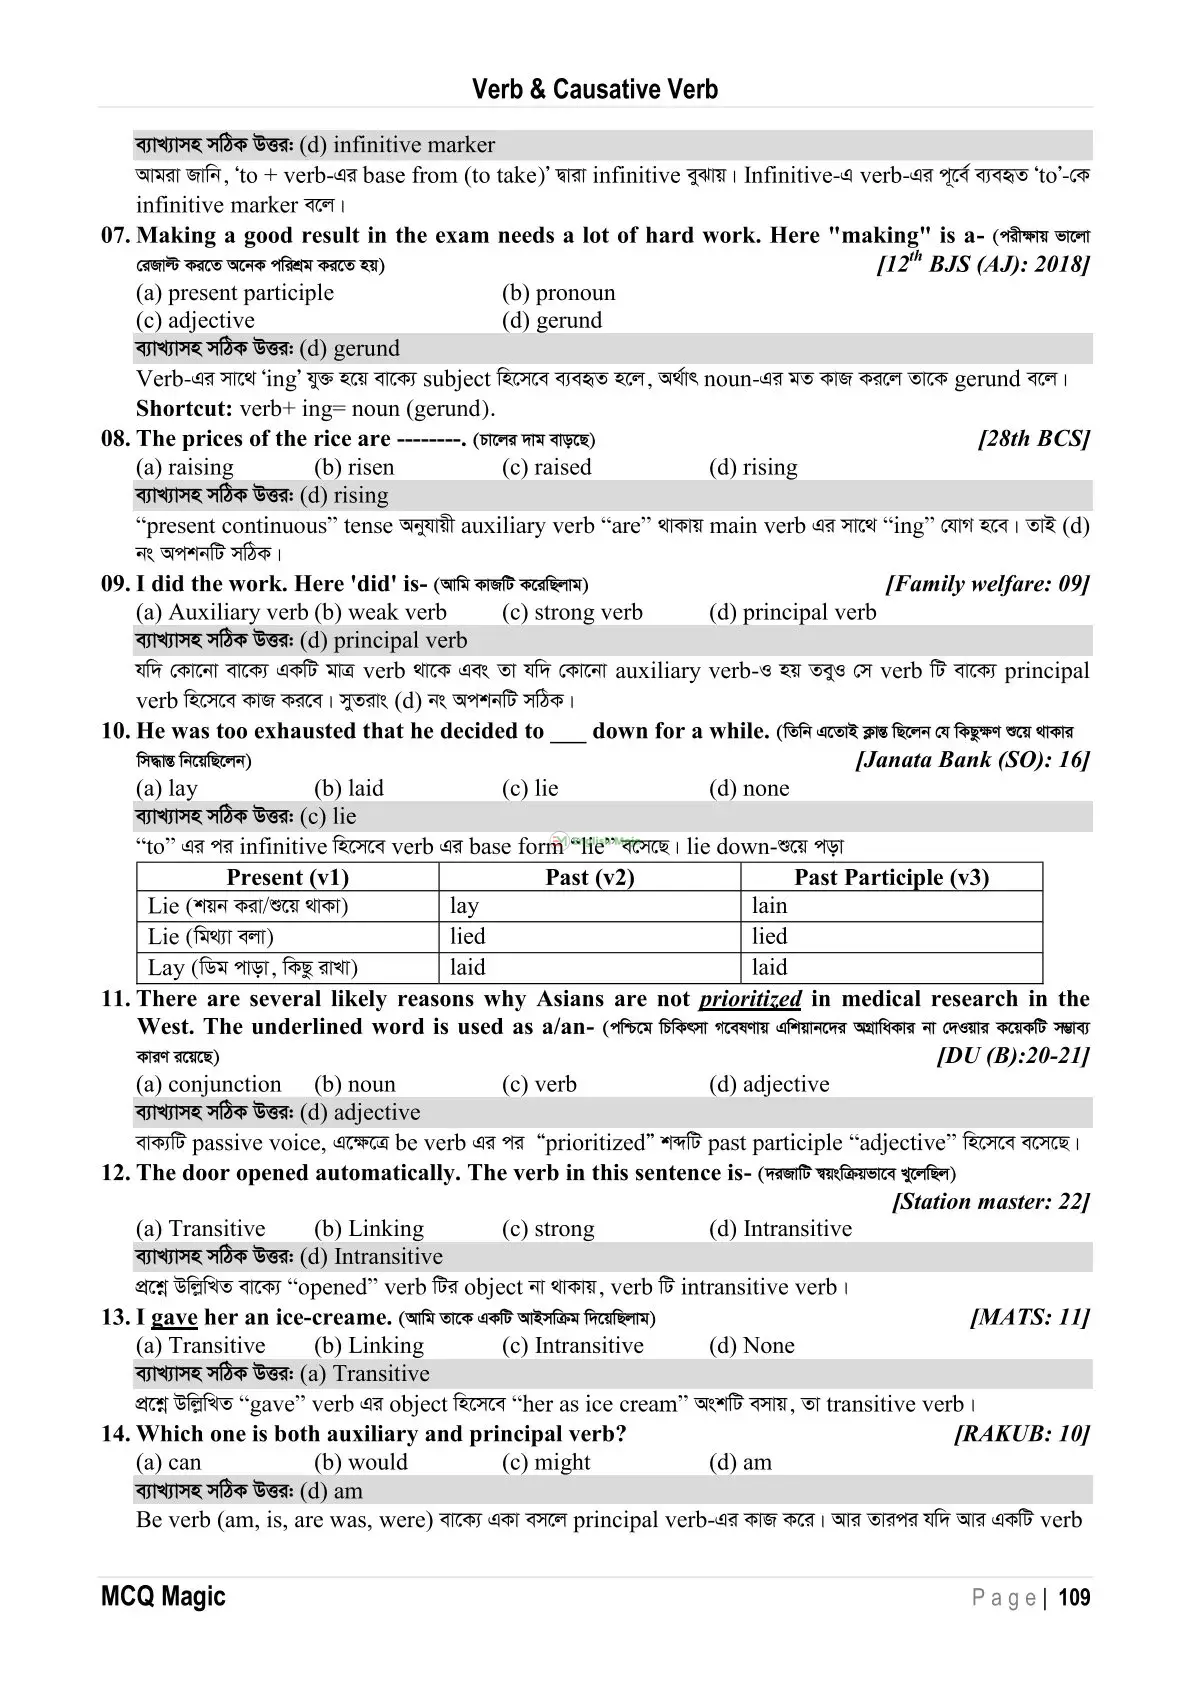 Verb & Causative Verb
ব্যাখ্যাসহ সঠিক উত্তর: (d) infinitive marker
আমরা জানি, ‘to + verb-এর base from (to take)’ দ্বারা infinitive বুঝায়। Infinitive-এ verb-এর পূর্বে ব্যবহৃত ‘to’-কে
infinitive marker বলে।
07. Making a good result in the exam needs a lot of hard work. Here "making" is a- (পরীক্ষায় ভালো
রেজাল্ট করতে অনেক পরিশ্রম করতে হয়) [12th BJS (AJ): 2018]
(a) present participle (b) pronoun
(c) adjective (d) gerund
ব্যাখ্যাসহ সঠিক উত্তর: (d) gerund
Verb-এর সাথে ‘ing’ যুক্ত হয়ে বাক্যে subject হিসেবে ব্যবহৃত হলে, অর্থাৎ noun-এর মত কাজ করলে তাকে gerund বলে।
Shortcut: verb+ ing= noun (gerund).
08. The prices of the rice are --------. (চালের দাম বাড়ছে) [28th BCS]
(a) raising (b) risen (c) raised (d) rising
ব্যাখ্যাসহ সঠিক উত্তর: (d) rising
“present continuous” tense অনুযায়ী auxiliary verb “are” থাকায় main verb এর সাথে “ing” যোগ হবে। তাই (d)
নং অপশনটি সঠিক।
09. I did the work. Here 'did' is- (আমি কাজটি করেছিলাম) [Family welfare: 09]
(a) Auxiliary verb (b) weak verb (c) strong verb (d) principal verb
ব্যাখ্যাসহ সঠিক উত্তর: (d) principal verb
যদি কোনো বাক্যে একটি মাত্র verb থাকে এবং তা যদি কোনো auxiliary verb-ও হয় তবুও সে verb টি বাক্যে principal
verb হিসেবে কাজ করবে। সুতরাং (d) নং অপশনটি সঠিক।
10. He was too exhausted that he decided to ___ down for a while. (তিনি এতোই ক্লান্ত ছিলেন যে কিছুক্ষণ শুয়ে থাকার
সিদ্ধান্ত নিয়েছিলেন) [Janata Bank (SO): 16]
(a) lay (b) laid (c) lie (d) none
ব্যাখ্যাসহ সঠিক উত্তর: (c) lie
“to” এর পর infinitive হিসেবে verb এর base form “lie” বসেছে। lie down-শুয়ে পড়া
Present (v1) Past (v2) Past Participle (v3)
Lie (শয়ন করা/শুয়ে থাকা) lay lain
Lie (মিথ্যা বলা) lied lied
Lay (ডিম পাড়া, কিছু রাখা) laid laid
11. There are several likely reasons why Asians are not prioritized in medical research in the
West. The underlined word is used as a/an- (পশ্চিমে চিকিৎসা গবেষণায় এশিয়ানদের অগ্রাধিকার না দেওয়ার কয়েকটি সম্ভাব্য
কারণ রয়েছে) [DU (B):20-21]
(a) conjunction (b) noun (c) verb (d) adjective
ব্যাখ্যাসহ সঠিক উত্তর: (d) adjective
বাক্যটি passive voice, এক্ষেত্রে be verb এর পর “prioritized” শব্দটি past participle “adjective” হিসেবে বসেছে।
12. The door opened automatically. The verb in this sentence is- (দরজাটি স্বয়ংক্রিয়ভাবে খুলেছিল)
[Station master: 22]
(a) Transitive (b) Linking (c) strong (d) Intransitive
ব্যাখ্যাসহ সঠিক উত্তর: (d) Intransitive
প্রশ্নে উল্লিখিত বাক্যে “opened” verb টির object না থাকায়, verb টি intransitive verb।
13. I gave her an ice-creame. (আমি তাকে একটি আইসক্রিম দিয়েছিলাম) [MATS: 11]
(a) Transitive (b) Linking (c) Intransitive (d) None
ব্যাখ্যাসহ সঠিক উত্তর: (a) Transitive
প্রশ্নে উল্লিখিত “gave” verb এর object হিসেবে “her as ice cream” অংশটি বসায়, তা transitive verb।
14. Which one is both auxiliary and principal verb? [RAKUB: 10]
(a) can (b) would (c) might (d) am
ব্যাখ্যাসহ সঠিক উত্তর: (d) am
Be verb (am, is, are was, were) বাক্যে একা বসলে principal verb-এর কাজ করে। আর তারপর যদি আর একটি verb
MCQ Magic Page| 109